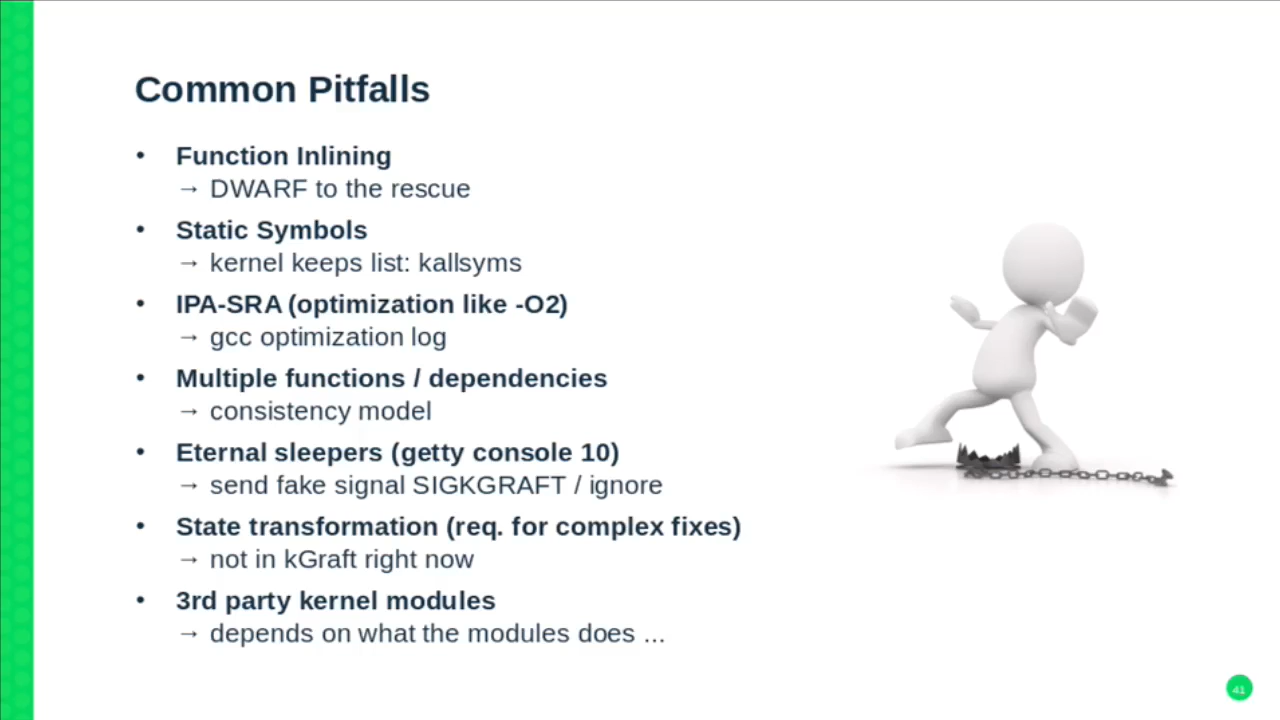 Common Pitfalls
• Function Inlining
→ DWARF to the rescue
• Static Symbols
→ kernel keeps list: kallsyms
• IPA-SRA (optimization like -O2)
→ gcc optimization log
• Multiple functions / dependencies
→ consistency model
• Eternal sleepers (getty console 10)
→ send fake signal SIGKGRAFT / ignore
• State transformation (req. for complex fixes)
→ not in kGraft right now
• 3rd party kernel modules
→ depends on what the modules does ...
41